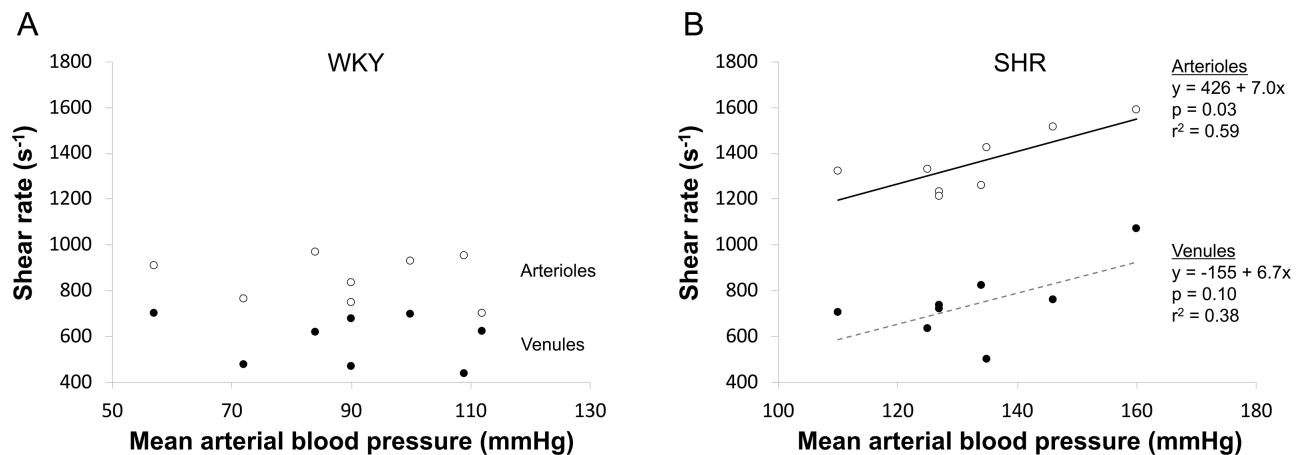 A
WKY
1800
1600
1400
1200
1000
800
600
400
Shear rate (s⁻¹)
Arterioles
Venules
50
70
90
110
130
Mean arterial blood pressure (mmHg)
B
SHR
1800
1600
1400
1200
1000
800
600
400
Shear rate (s⁻¹)
Arterioles
y = 426 + 7.0x
p = 0.03
r² = 0.59
Venules
y = -155 + 6.7x
p = 0.10
r² = 0.38
100
120
140
160
180
Mean arterial blood pressure (mmHg)